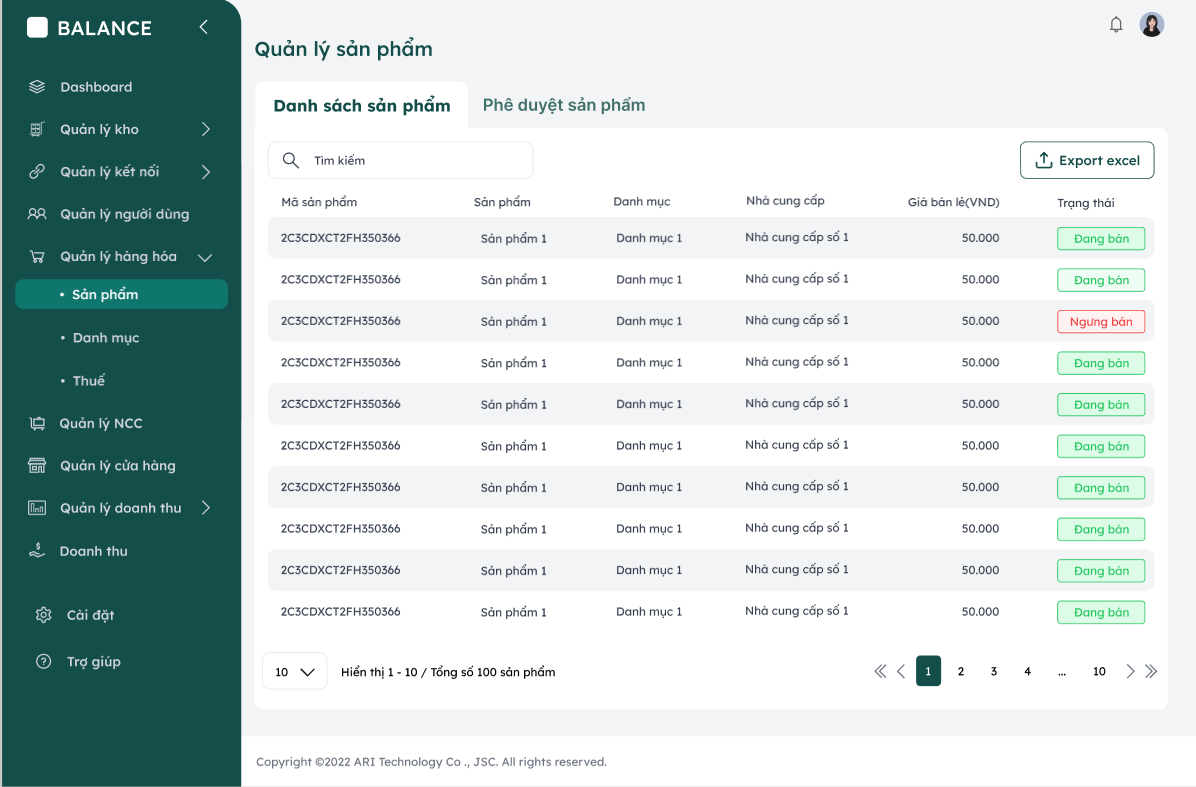 BALANCE
Dashboard
Quản lý kho
Quản lý kết nối
Quản lý người dùng
Quản lý hàng hóa
• Sản phẩm
• Danh mục
• Thuế
Quản lý NCC
Quản lý cửa hàng
Quản lý doanh thu
Doanh thu
Cài đặt
Trợ giúp
Quản lý sản phẩm
Danh sách sản phẩm Phê duyệt sản phẩm
Tìm kiếm Export excel
Mã sản phẩm Sản phẩm Danh mục Nhà cung cấp Giá bán lẻ(VND) Trạng thái
2C3CDXCT2FH350366 Sản phẩm 1 Danh mục 1 Nhà cung cấp số 1 50.000 Đang bán
2C3CDXCT2FH350366 Sản phẩm 1 Danh mục 1 Nhà cung cấp số 1 50.000 Đang bán
2C3CDXCT2FH350366 Sản phẩm 1 Danh mục 1 Nhà cung cấp số 1 50.000 Ngưng bán
2C3CDXCT2FH350366 Sản phẩm 1 Danh mục 1 Nhà cung cấp số 1 50.000 Đang bán
2C3CDXCT2FH350366 Sản phẩm 1 Danh mục 1 Nhà cung cấp số 1 50.000 Đang bán
2C3CDXCT2FH350366 Sản phẩm 1 Danh mục 1 Nhà cung cấp số 1 50.000 Đang bán
2C3CDXCT2FH350366 Sản phẩm 1 Danh mục 1 Nhà cung cấp số 1 50.000 Đang bán
2C3CDXCT2FH350366 Sản phẩm 1 Danh mục 1 Nhà cung cấp số 1 50.000 Đang bán
2C3CDXCT2FH350366 Sản phẩm 1 Danh mục 1 Nhà cung cấp số 1 50.000 Đang bán
2C3CDXCT2FH350366 Sản phẩm 1 Danh mục 1 Nhà cung cấp số 1 50.000 Đang bán
10 Hiển thị 1 - 10 / Tổng số 100 sản phẩm 1 2 3 4 ... 10
Copyright ©2022 ARI Technology Co ., JSC. All rights reserved.